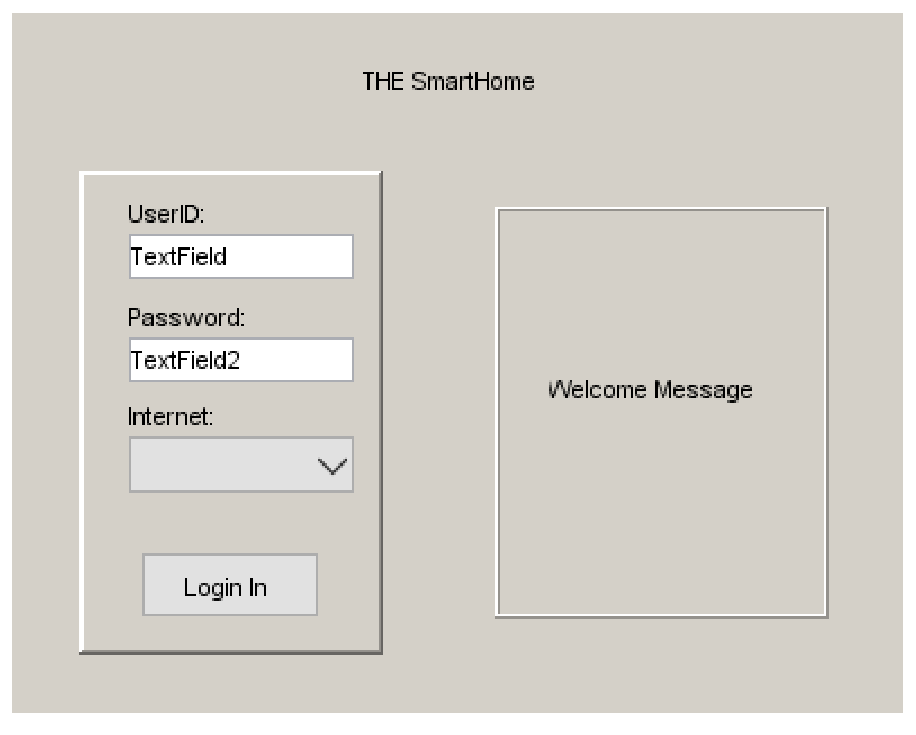 THE SmartHome
UserID:
TextField
Password:
TextField2
Internet:
Login In
Welcome Message